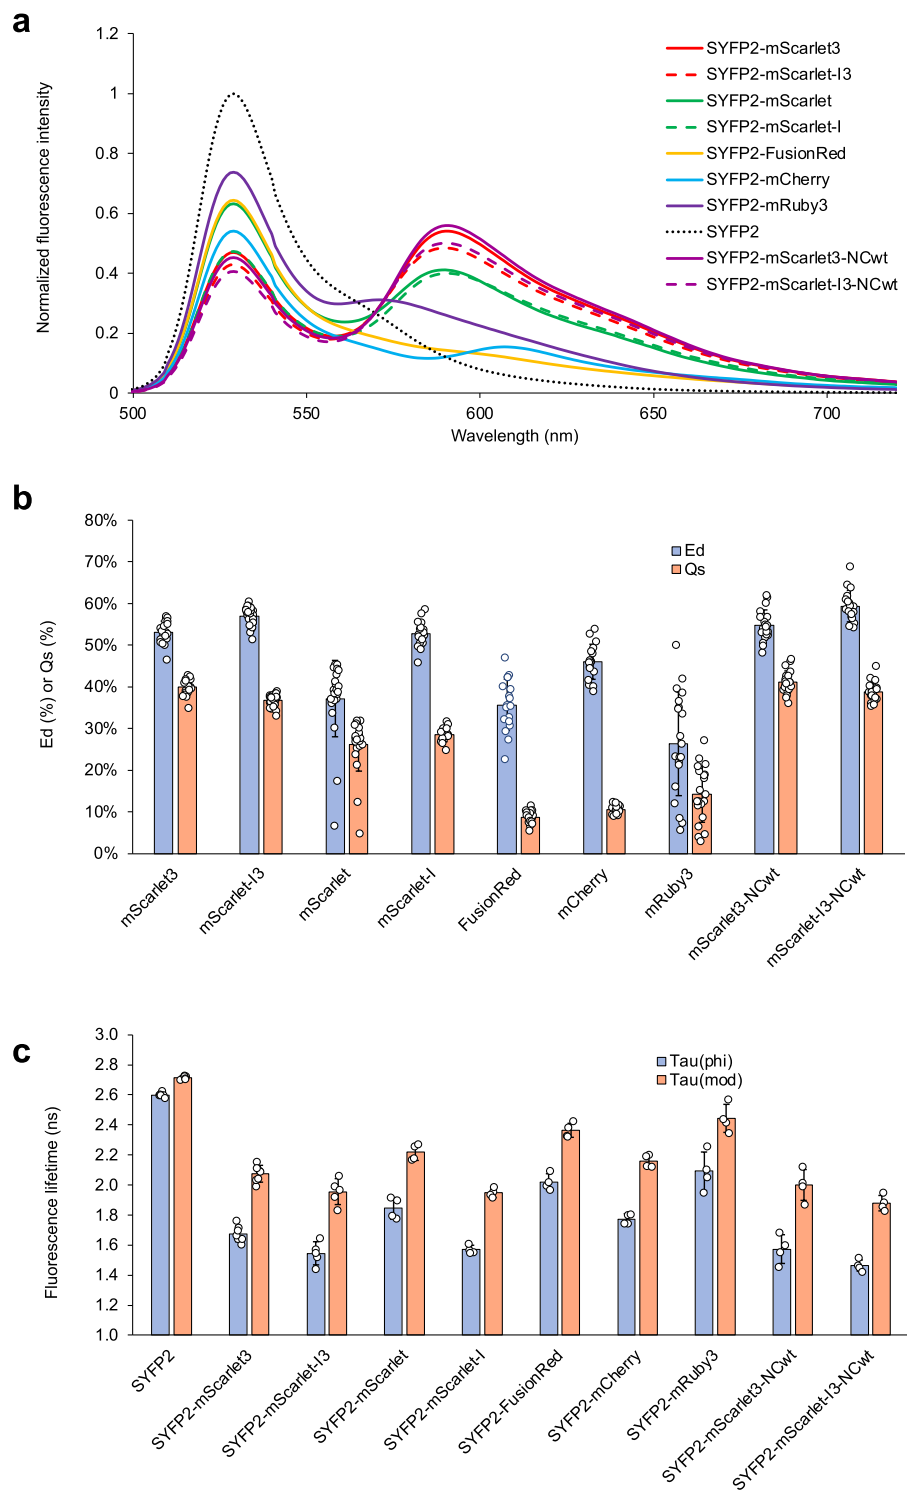 a
1.2
1
0.8
0.6
0.4
0.2
0
Normalized fluorescence intensity
500
550
600
650
700
Wavelength (nm)
SYFP2-mScarlet3
SYFP2-mScarlet-I3
SYFP2-mScarlet
SYFP2-mScarlet-I
SYFP2-FusionRed
SYFP2-mCherry
SYFP2-mRuby3
SYFP2
SYFP2-mScarlet3-NCwt
SYFP2-mScarlet-I3-NCwt
b
80%
70%
60%
50%
40%
30%
20%
10%
0%
Ed (%) or Qs (%)
Ed
Qs
mScarlet3
mScarlet-I3
mScarlet
mScarlet-I
FusionRed
mCherry
mRuby3
mScarlet3-NCwt
mScarlet-I3-NCwt
c
3.0
2.8
2.6
2.4
2.2
2.0
1.8
1.6
1.4
1.2
1.0
Fluorescence lifetime (ns)
Tau(phi)
Tau(mod)
SYFP2
SYFP2-mScarlet3
SYFP2-mScarlet-I3
SYFP2-mScarlet
SYFP2-mScarlet-I
SYFP2-FusionRed
SYFP2-mCherry
SYFP2-mRuby3
SYFP2-mScarlet3-NCwt
SYFP2-mScarlet-I3-NCwt